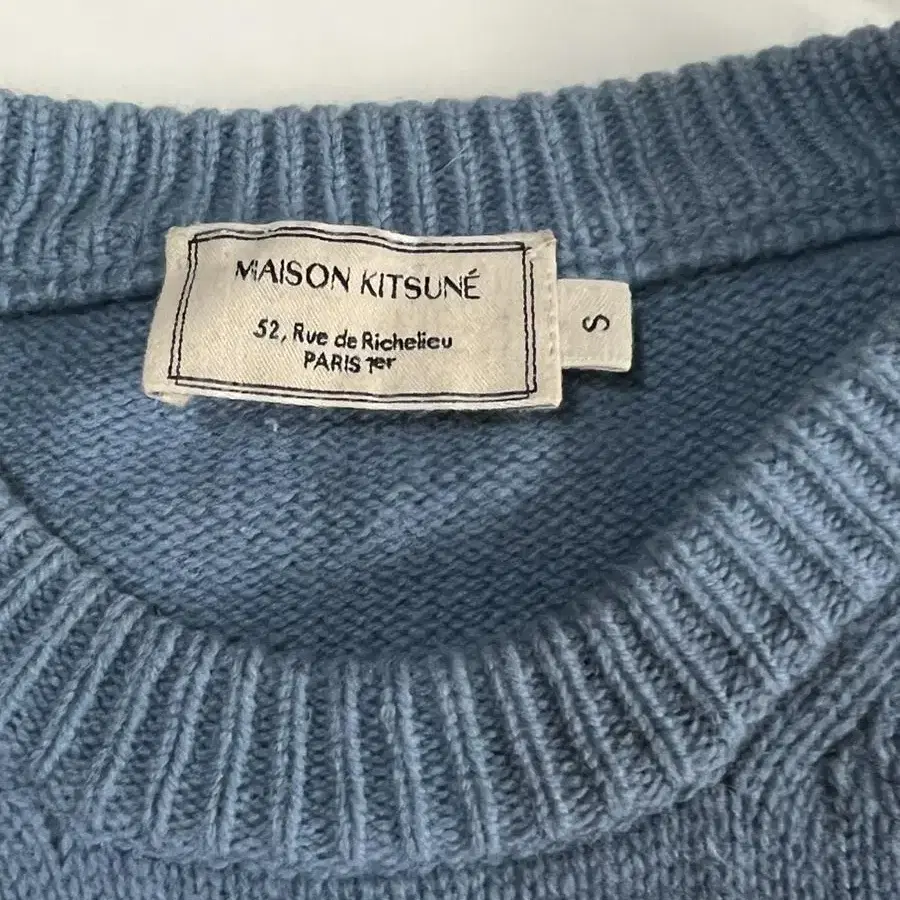 MAISON KITSUNÉ
52, Rue de Richelieu
PARIS 1er
S